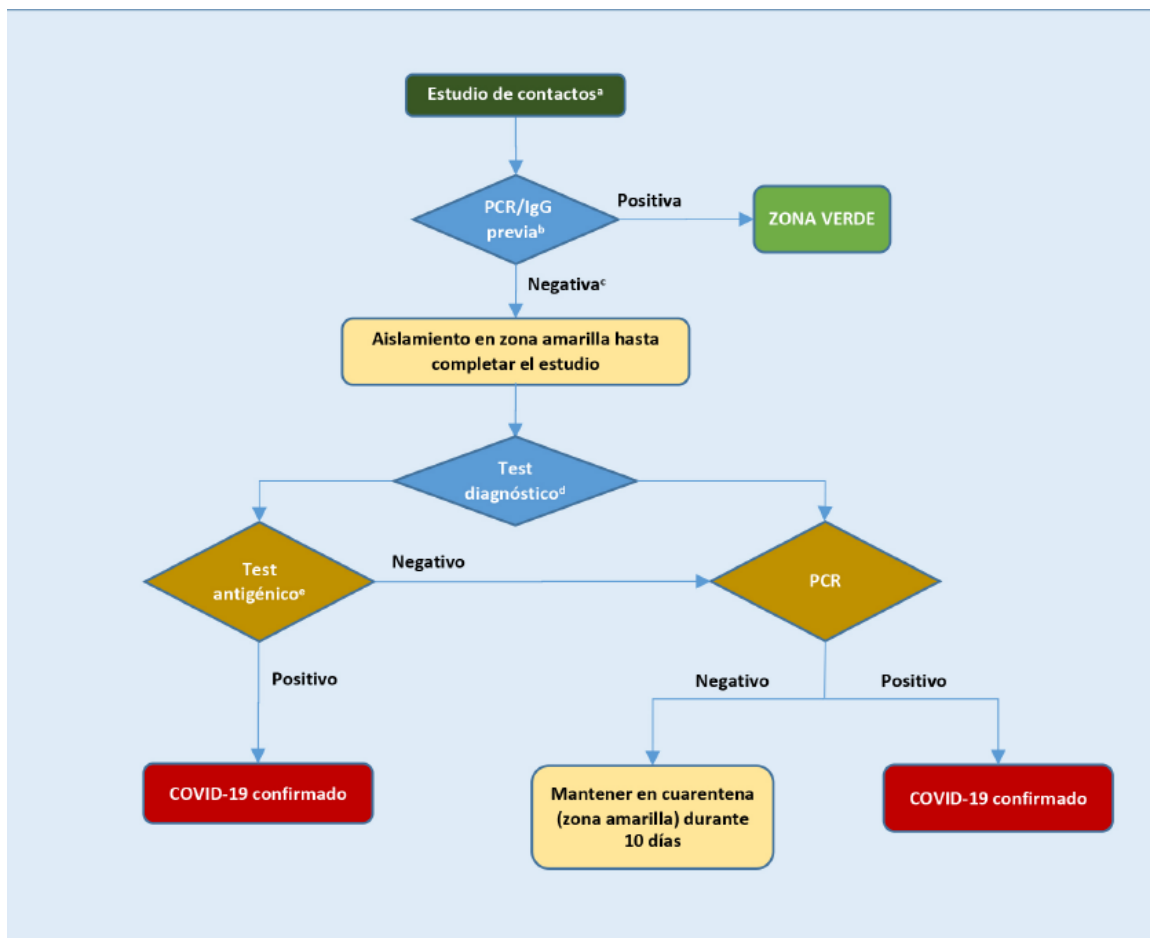 Estudio de contactosᵃ
PCR/IgG
previaᵇ
Positiva
ZONA VERDE
Negativaᶜ
Aislamiento en zona amarilla hasta
completar el estudio
Test
diagnósticoᵈ
Test
antigénicoᵉ
Negativo
PCR
Positivo
Negativo
Positivo
COVID-19 confirmado
Mantener en cuarentena
(zona amarilla) durante
10 días
COVID-19 confirmado